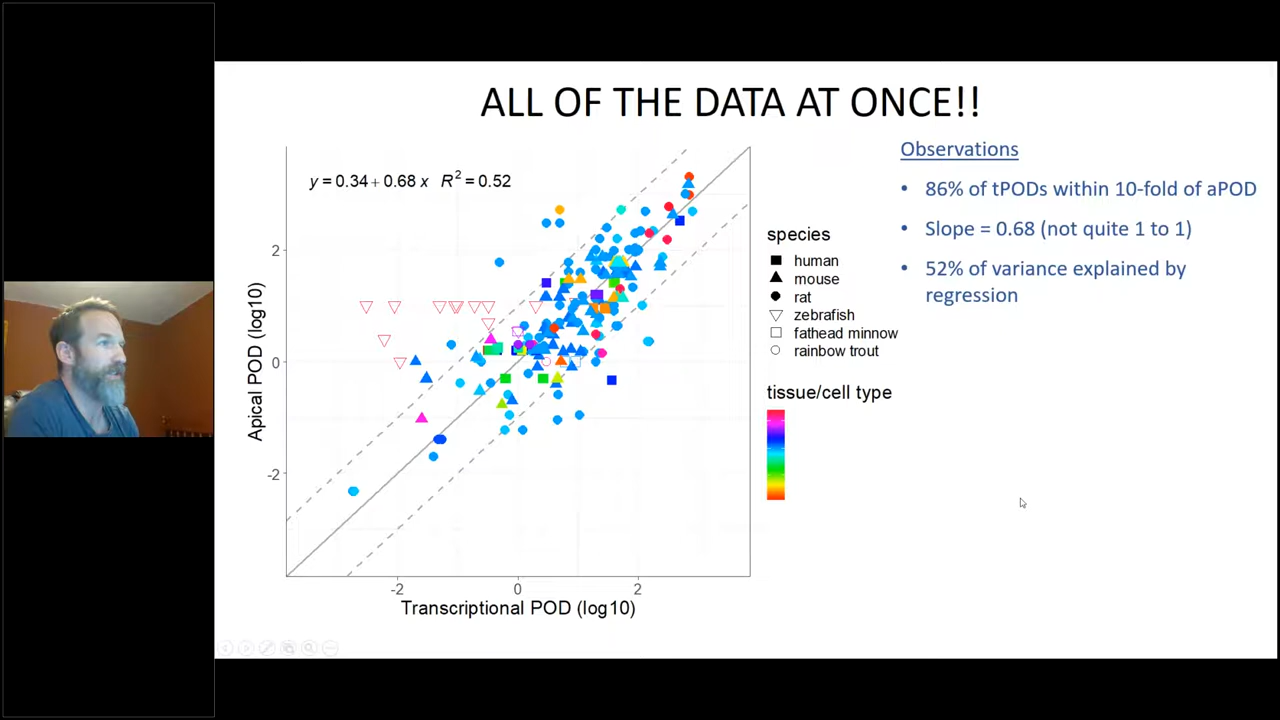 ALL OF THE DATA AT ONCE!!
y = 0.34 + 0.68 x R² = 0.52
Apical POD (log10)
2
0
-2
-2
0
2
Transcriptional POD (log10)
species
human
mouse
rat
zebrafish
fathead minnow
rainbow trout
tissue/cell type
Observations
• 86% of tPODs within 10-fold of aPOD
• Slope = 0.68 (not quite 1 to 1)
• 52% of variance explained by
regression